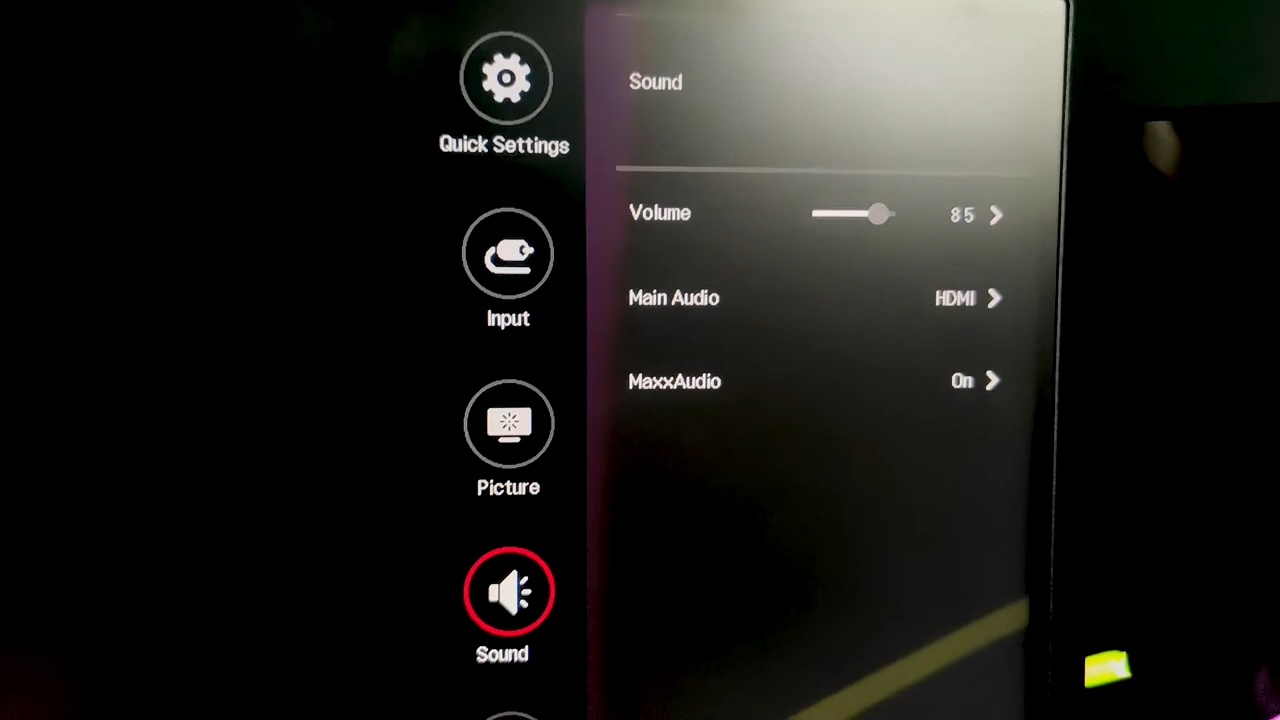 Quick Settings
Input
Picture
Sound
Sound
Volume 85
Main Audio HDMI
MaxxAudio On